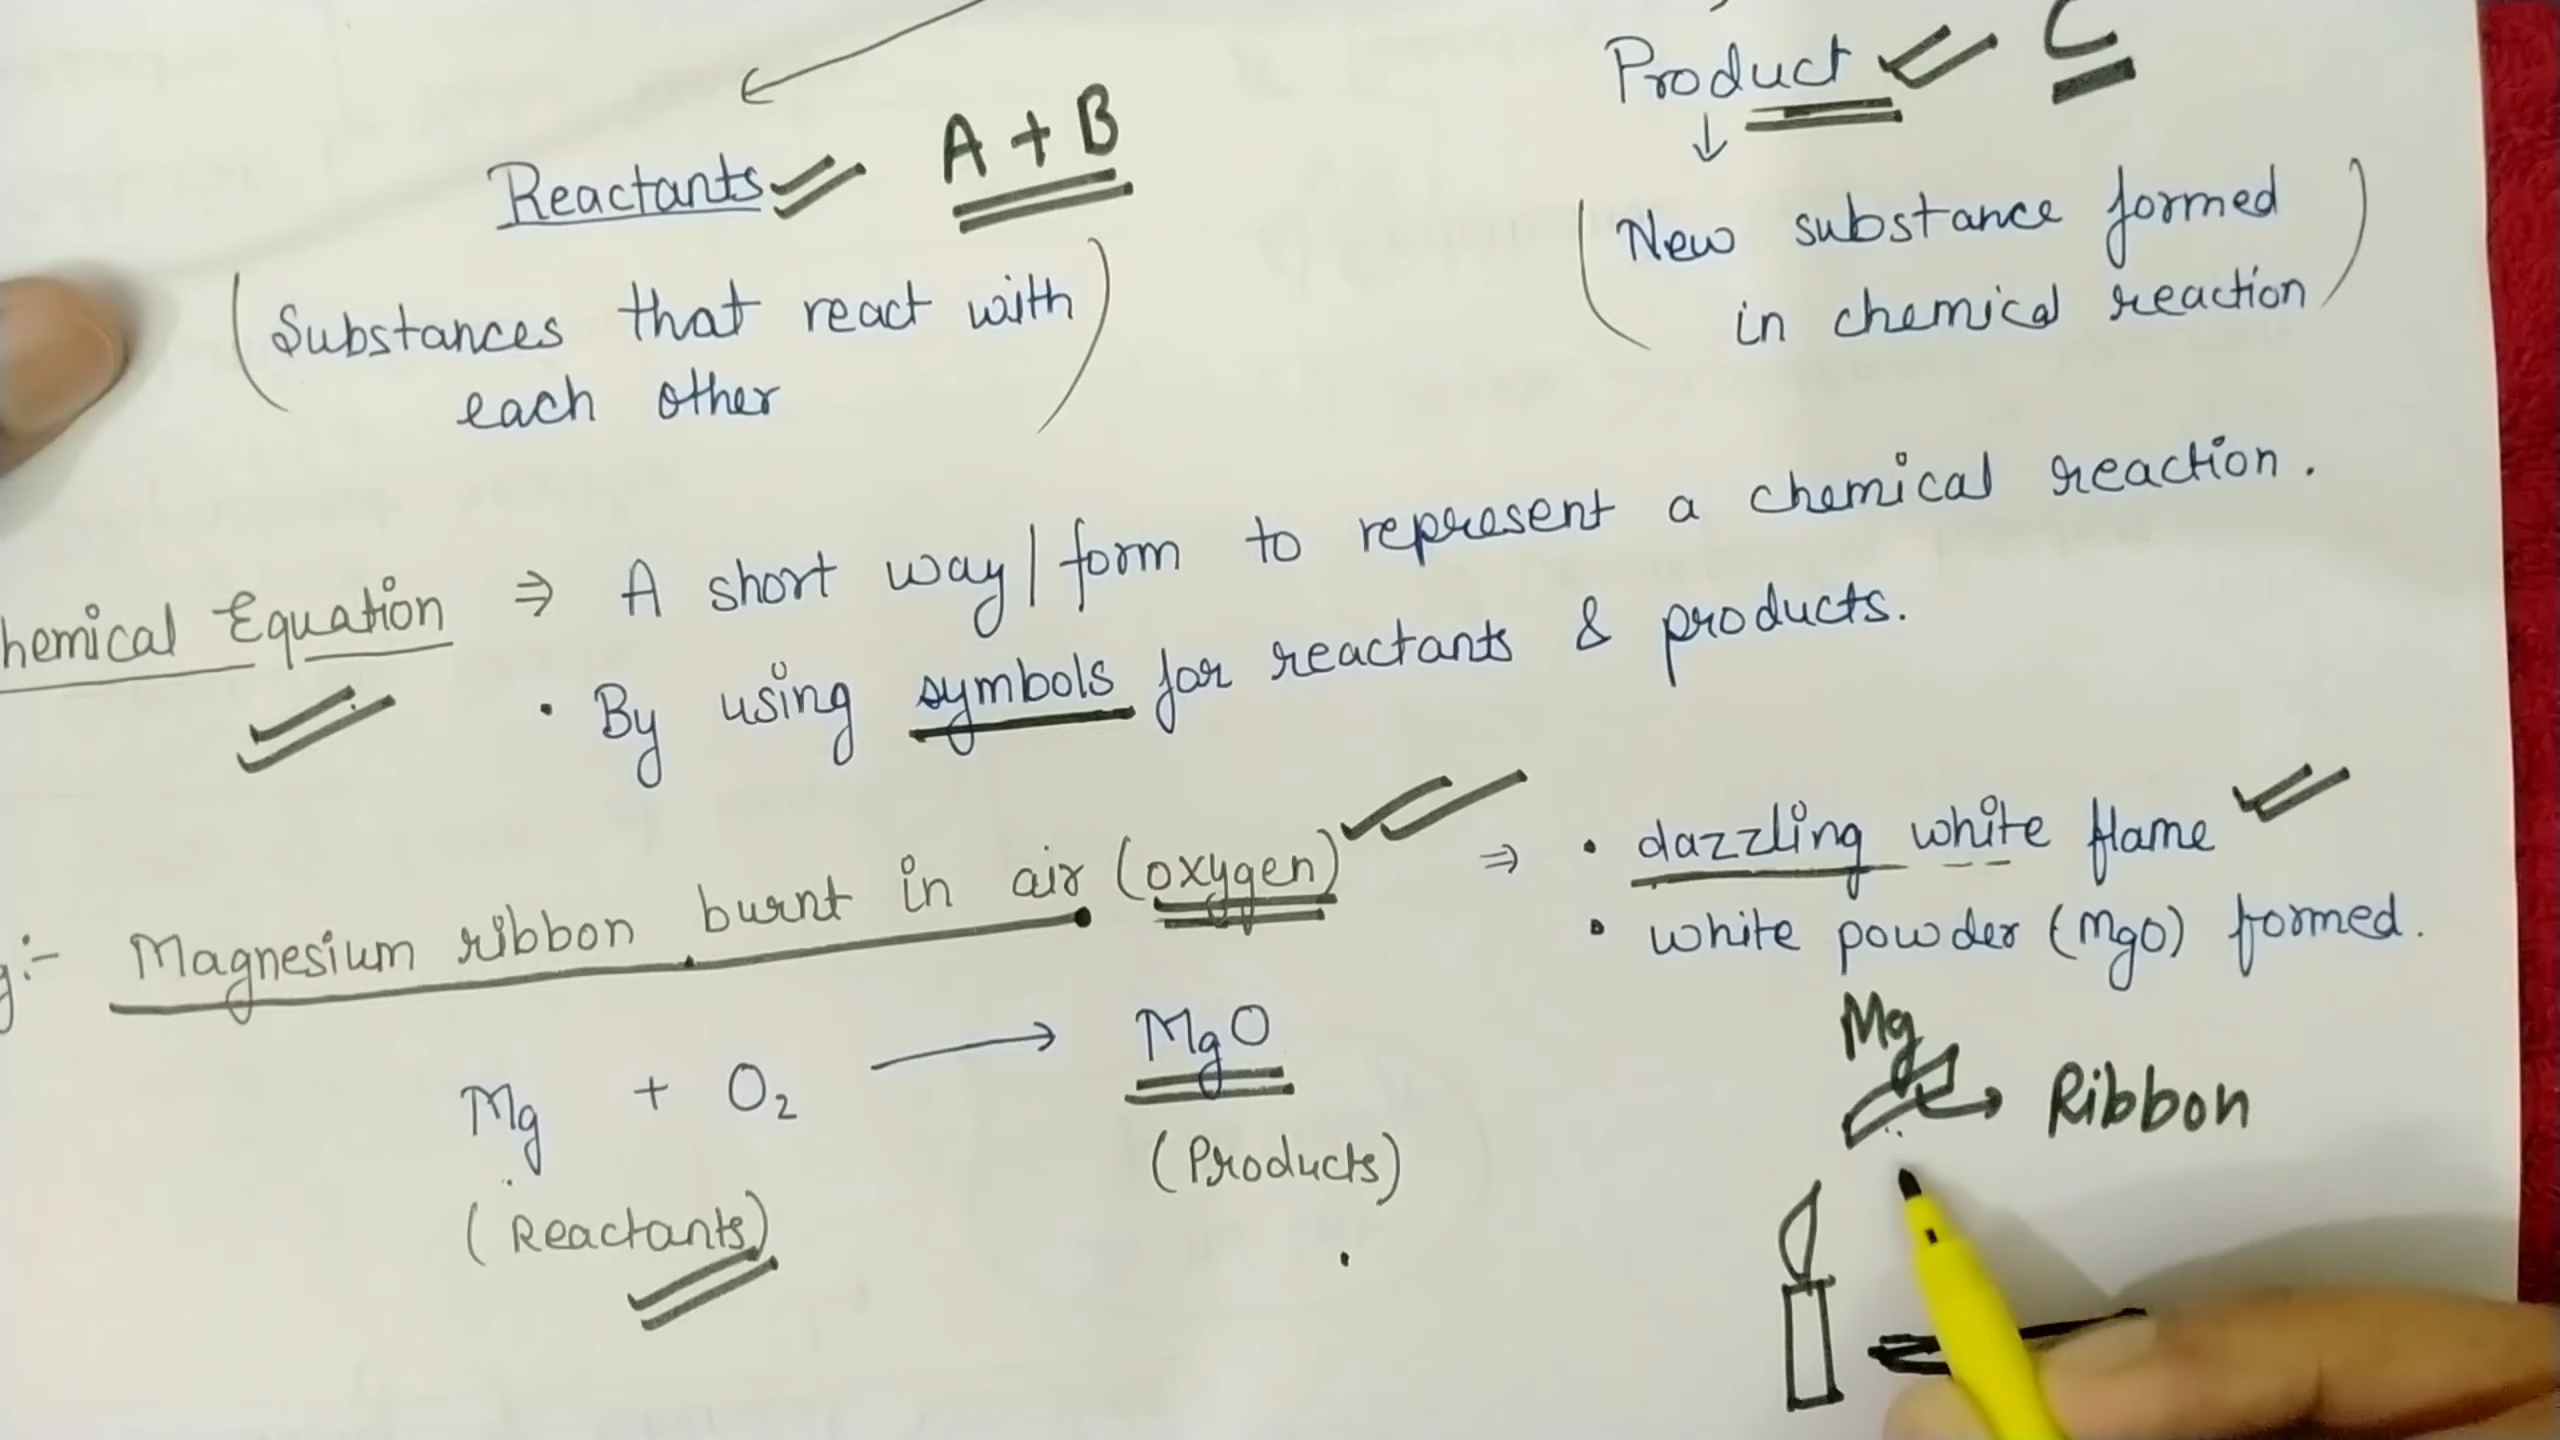 Product C
Reactants A + B
(New substance formed
in chemical reaction)
(Substances that react with
each other)
hemical Equation ⇒ A short way/form to represent a chemical reaction.
• By using symbols for reactants & products.
g:- Magnesium ribbon burnt in air (oxygen) ⇒ • dazzling white flame
• white powder (MgO) formed.
Mg + O₂ ⟶ MgO
(Reactants) (Products)
Mg
→ Ribbon